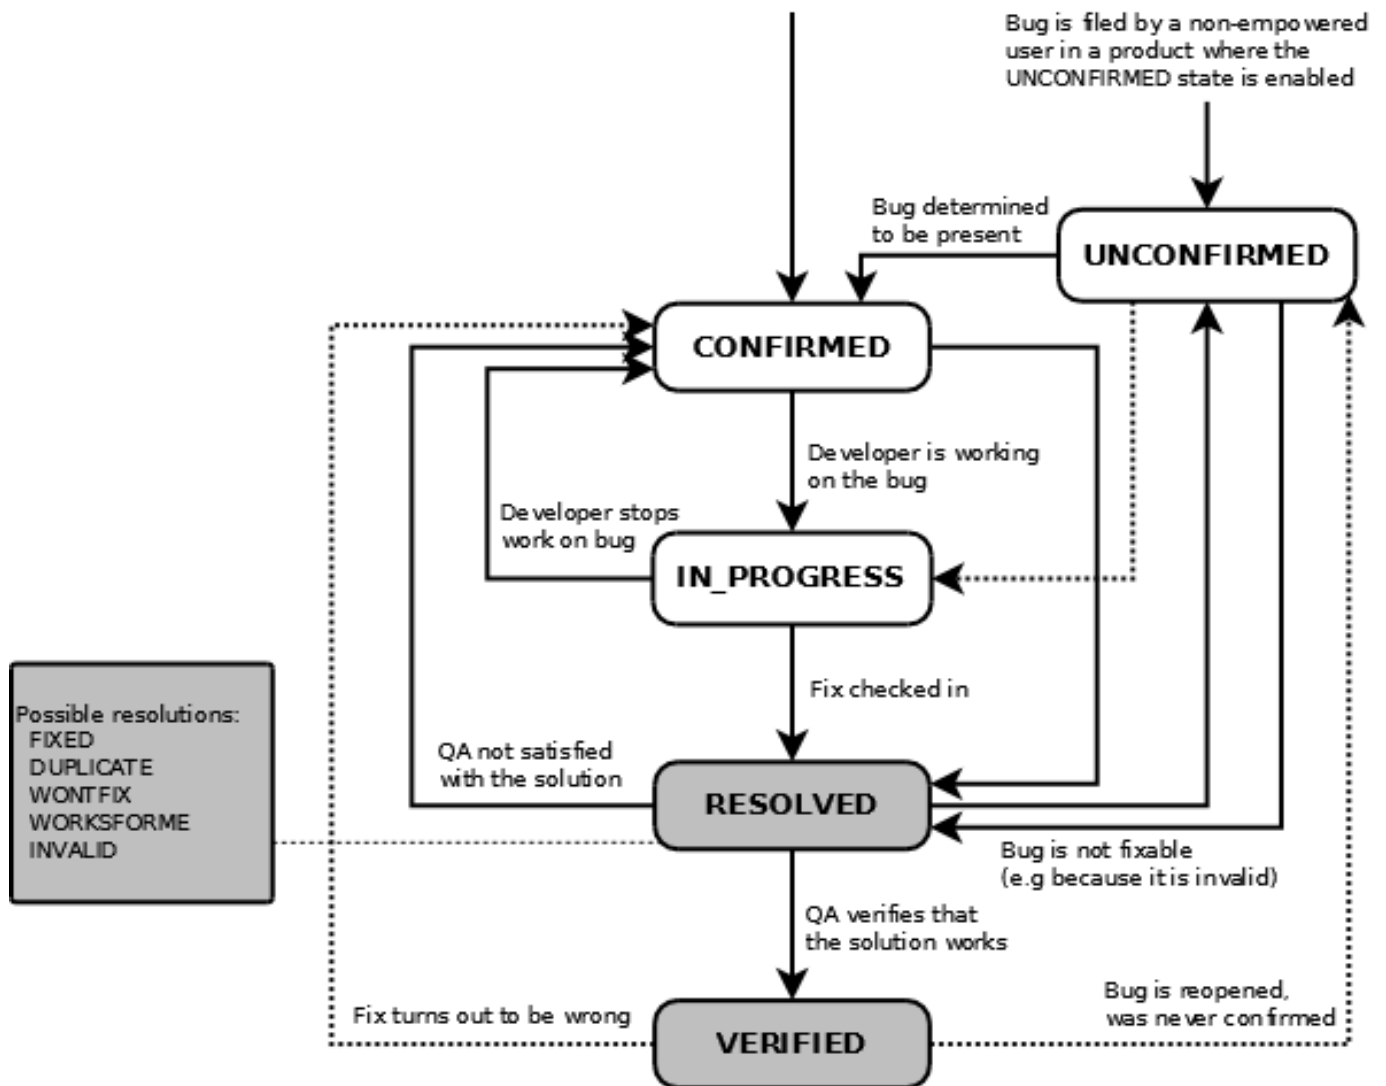 Bug is filed by a non-empowered
user in a product where the
UNCONFIRMED state is enabled
Bug determined
to be present
UNCONFIRMED
CONFIRMED
Developer is working
on the bug
Developer stops
work on bug
IN_PROGRESS
Fix checked in
Possible resolutions:
FIXED
DUPLICATE
WONTFIX
WORKSFORME
INVALID
QA not satisfied
with the solution
RESOLVED
Bug is not fixable
(e.g because it is invalid)
QA verifies that
the solution works
Fix turns out to be wrong
VERIFIED
Bug is reopened,
was never confirmed